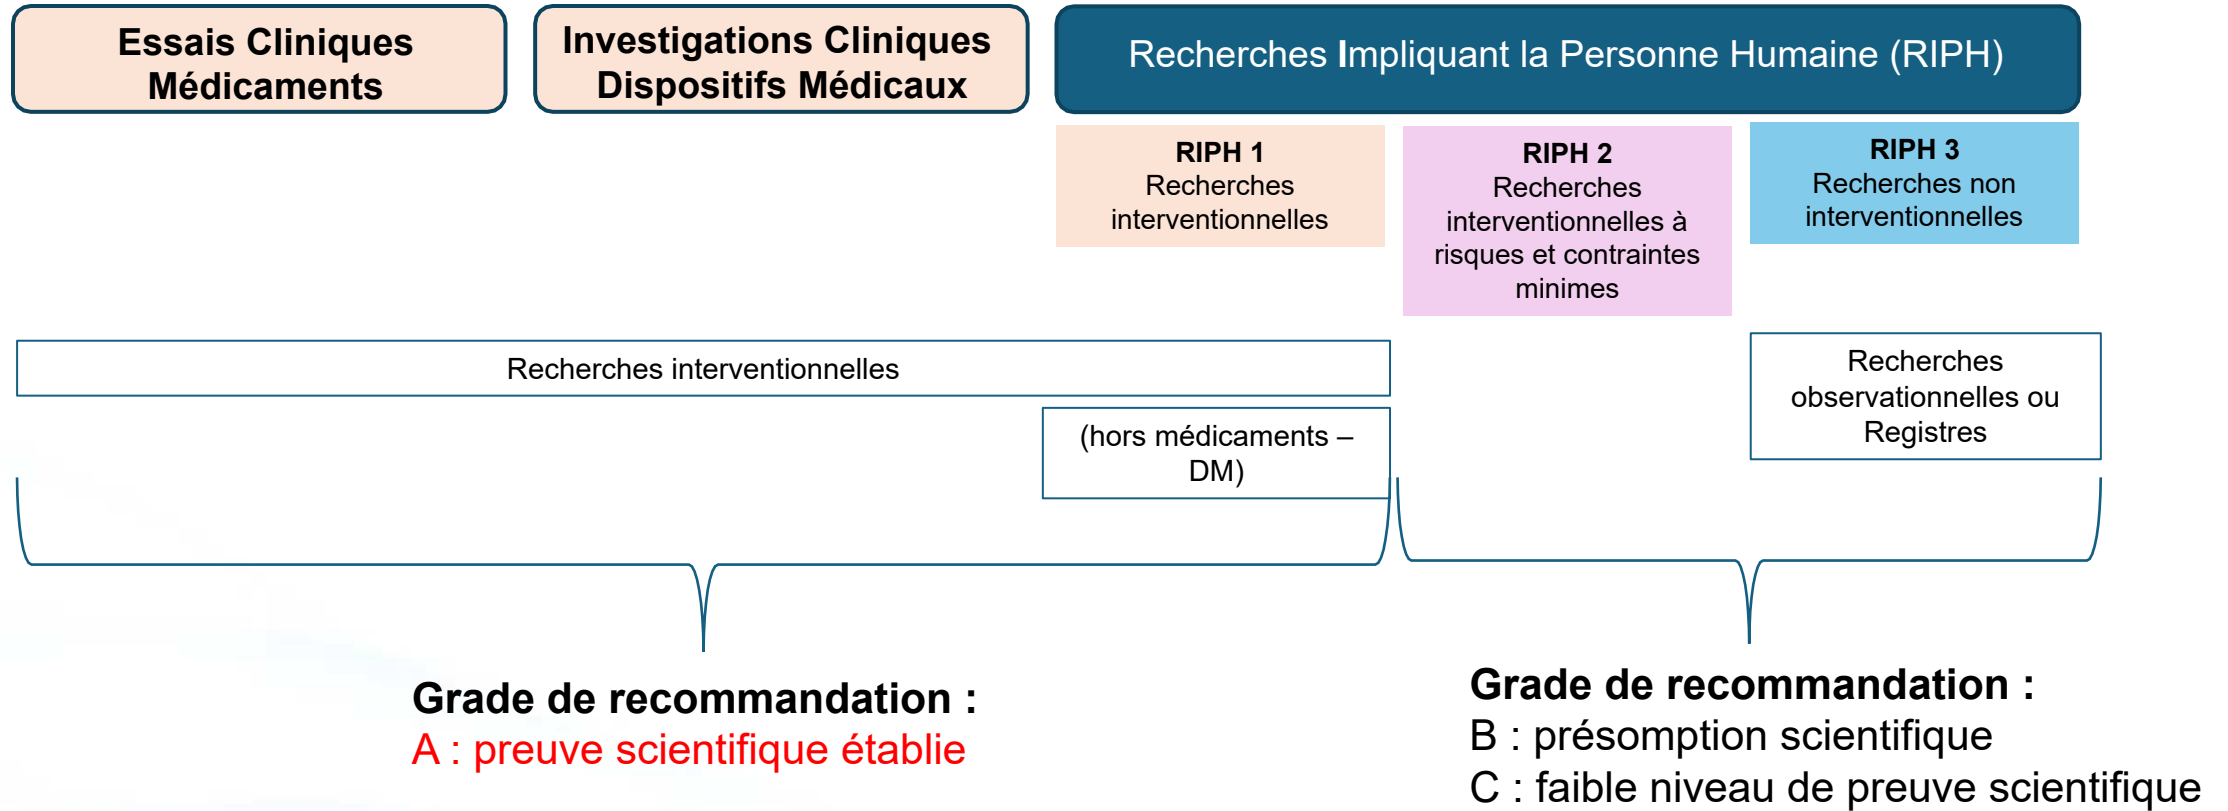 Essais Cliniques
Médicaments
Investigations Cliniques
Dispositifs Médicaux
Recherches Impliquant la Personne Humaine (RIPH)
RIPH 1
Recherches
interventionnelles
RIPH 2
Recherches
interventionnelles à
risques et contraintes
minimes
RIPH 3
Recherches non
interventionnelles
Recherches interventionnelles
(hors médicaments –
DM)
Recherches
observationnelles ou
Registres
Grade de recommandation :
A : preuve scientifique établie
Grade de recommandation :
B : présomption scientifique
C : faible niveau de preuve scientifique